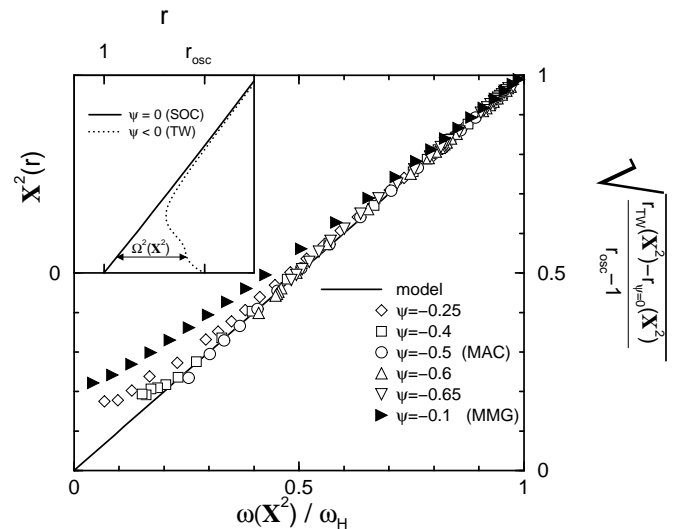 r
1 r_osc
X²(r)
0
ψ = 0 (SOC)
ψ < 0 (TW)
Ω²(X²)
1
0.5
0
√ r_TW(X²)−r_ψ=0(X²)
r_osc−1
model
ψ=−0.25
ψ=−0.4
ψ=−0.5 (MAC)
ψ=−0.6
ψ=−0.65
ψ=−0.1 (MMG)
0 0.5 1
ω(X²) / ω_H